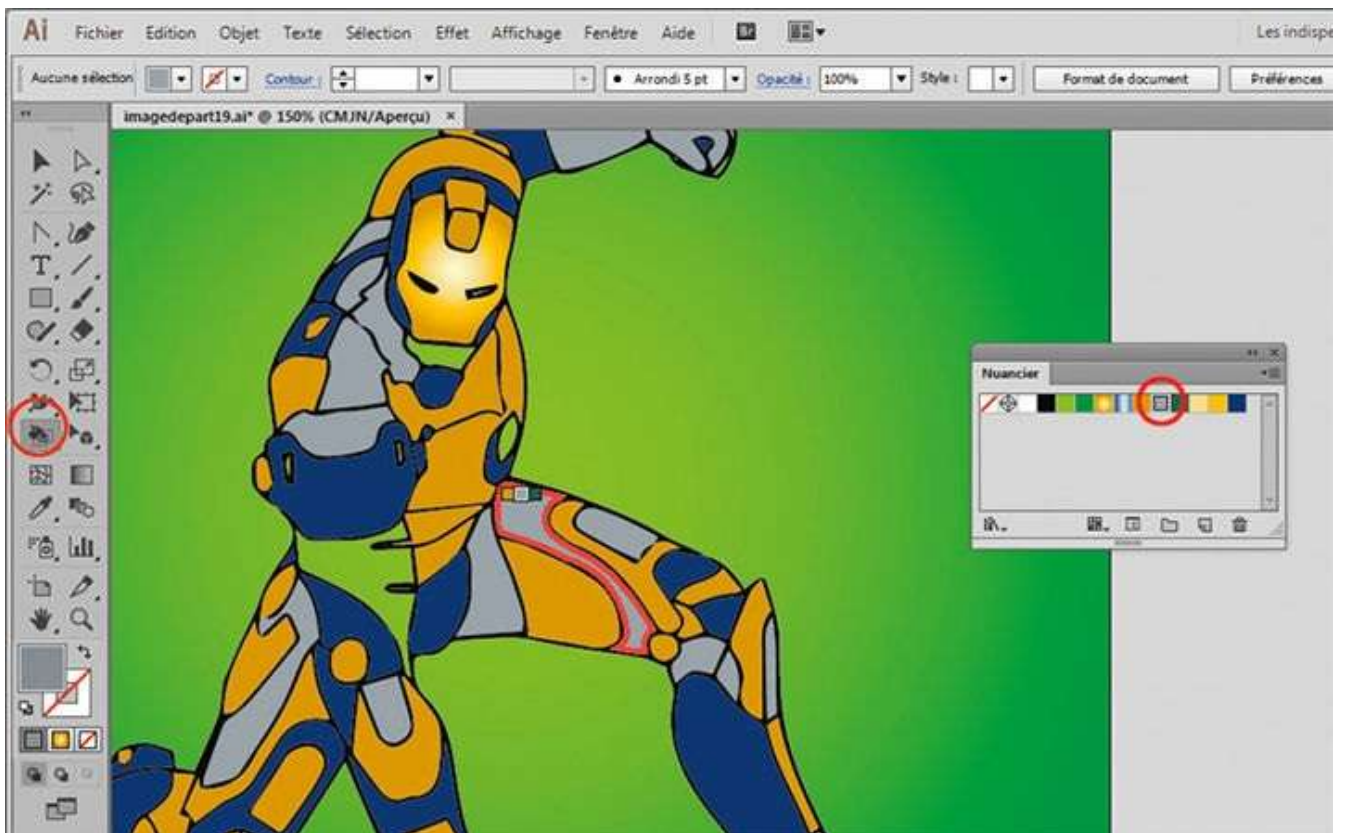 Ai Fichier Edition Objet Texte Sélection Effet Affichage Fenêtre Aide Br Les indispe
Aucune sélection Contour : Arrondi 5 pt Opacité : 100% Style : Format de document Préférences
imagedepart19.ai* @ 150% (CMJN/Aperçu) ×
Nuancier
T